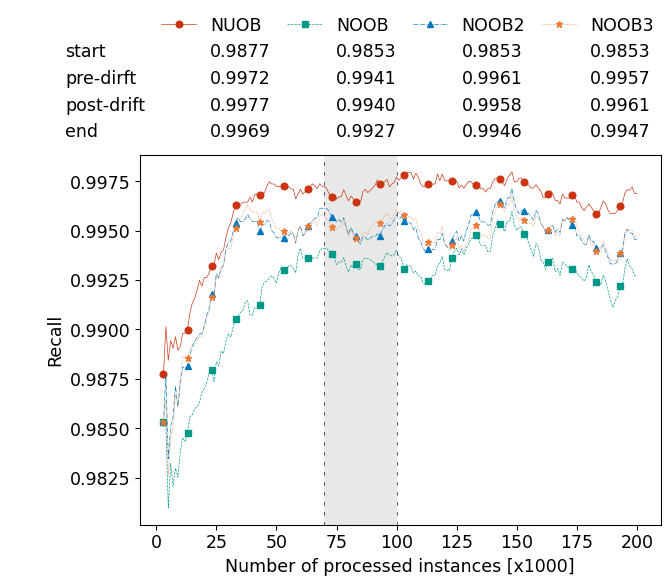 NUOB NOOB NOOB2 NOOB3
start 0.9877 0.9853 0.9853 0.9853
pre-dirft 0.9972 0.9941 0.9961 0.9957
post-drift 0.9977 0.9940 0.9958 0.9961
end 0.9969 0.9927 0.9946 0.9947
0.9975
0.9950
0.9925
0.9900
0.9875
0.9850
0.9825
Recall
0 25 50 75 100 125 150 175 200
Number of processed instances [x1000]